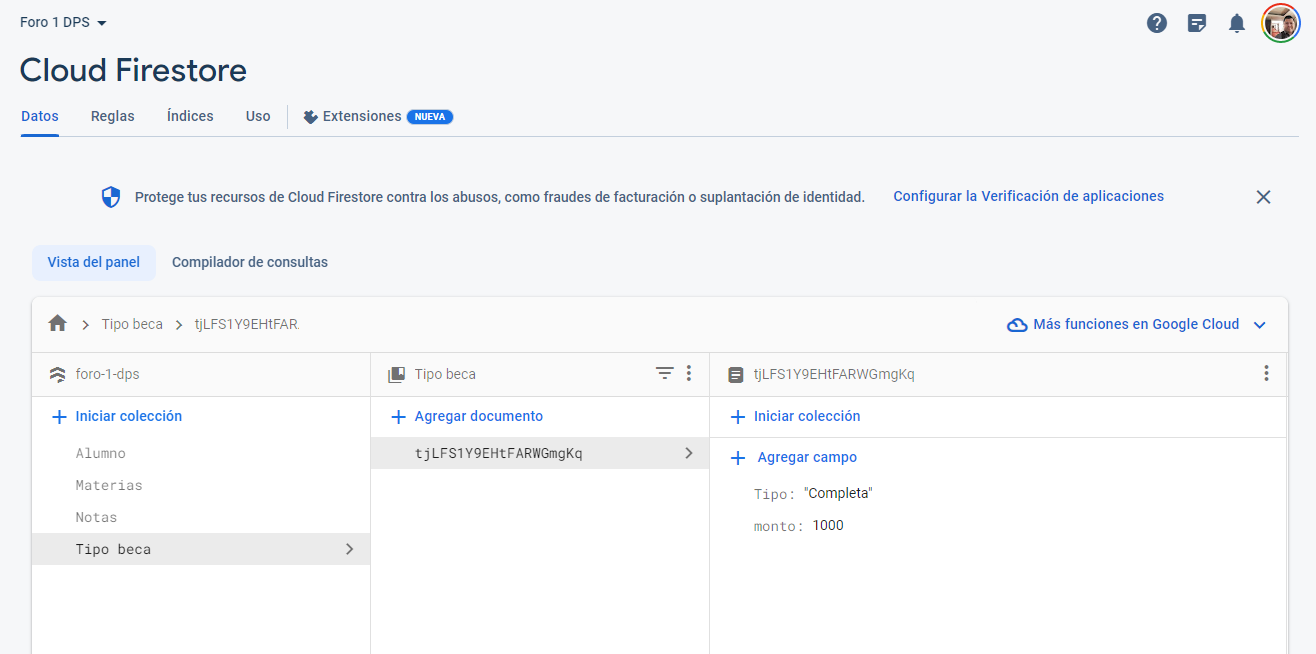 Foro 1 DPS
Cloud Firestore
Datos Reglas Índices Uso Extensiones NUEVA
Protege tus recursos de Cloud Firestore contra los abusos, como fraudes de facturación o suplantación de identidad. Configurar la Verificación de aplicaciones
Vista del panel Compilador de consultas
Tipo beca tjLFS1Y9EHtFAR. Más funciones en Google Cloud
foro-1-dps Tipo beca tjLFS1Y9EHtFARWGmgKq
Iniciar colección Agregar documento Iniciar colección
Alumno tjLFS1Y9EHtFARWGmgKq Agregar campo
Materias Tipo: "Completa"
Notas monto: 1000
Tipo beca